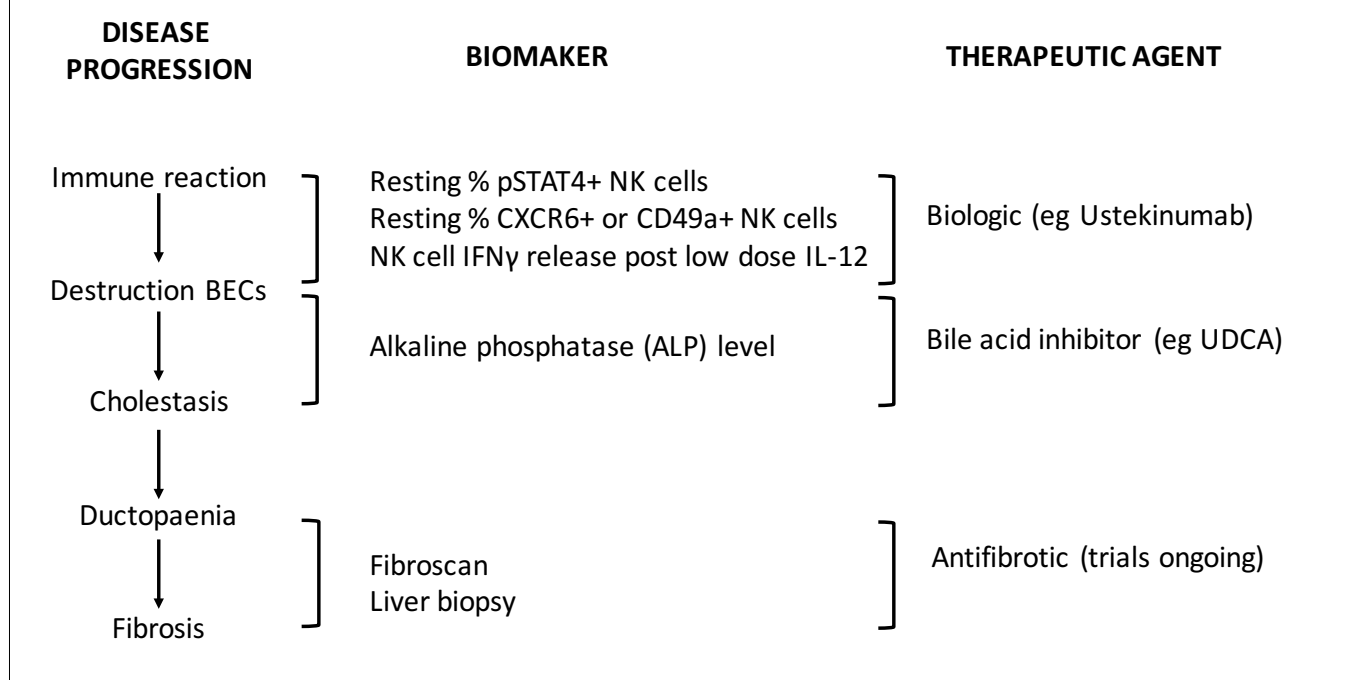 DISEASE
PROGRESSION
BIOMAKER
THERAPEUTIC AGENT
Immune reaction
Destruction BECs
Cholestasis
Ductopaenia
Fibrosis
Resting % pSTAT4+ NK cells
Resting % CXCR6+ or CD49a+ NK cells
NK cell IFNγ release post low dose IL-12
Alkaline phosphatase (ALP) level
Fibroscan
Liver biopsy
Biologic (eg Ustekinumab)
Bile acid inhibitor (eg UDCA)
Antifibrotic (trials ongoing)